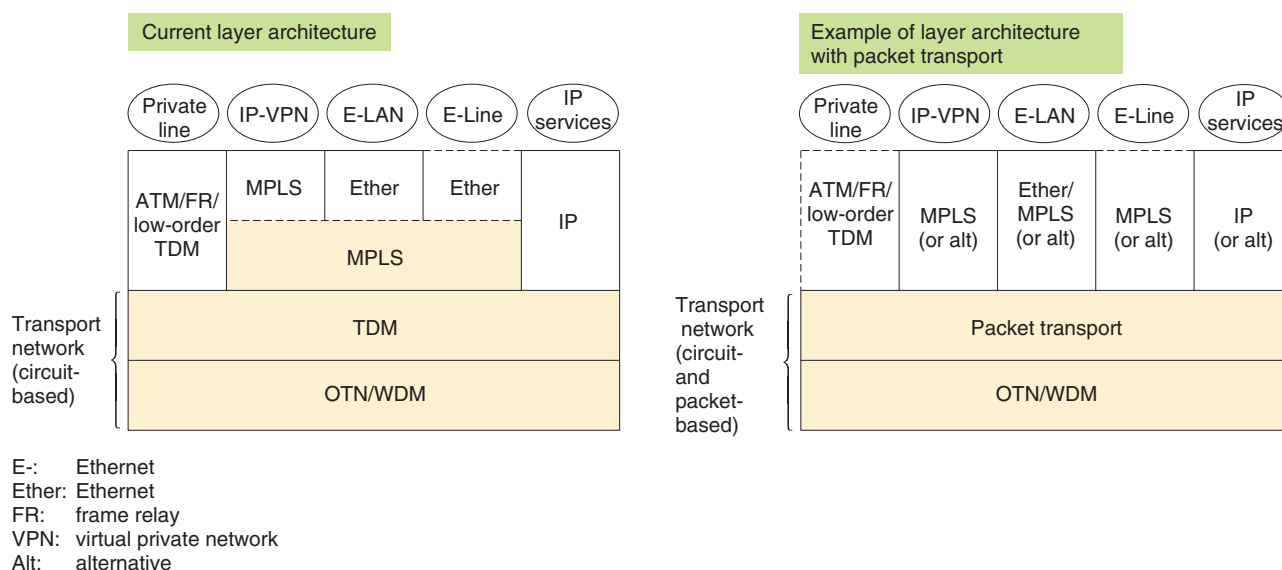 Current layer architecture
Private
line
IP-VPN
E-LAN
E-Line
IP
services
ATM/FR/
low-order
TDM
MPLS
Ether
Ether
IP
MPLS
Transport
network
(circuit-
based)
TDM
OTN/WDM
E-: Ethernet
Ether: Ethernet
FR: frame relay
VPN: virtual private network
Alt: alternative
Example of layer architecture
with packet transport
Private
line
IP-VPN
E-LAN
E-Line
IP
services
ATM/FR/
low-order
TDM
MPLS
(or alt)
Ether/
MPLS
(or alt)
MPLS
(or alt)
IP
(or alt)
Transport
network
(circuit-
and
packet-
based)
Packet transport
OTN/WDM